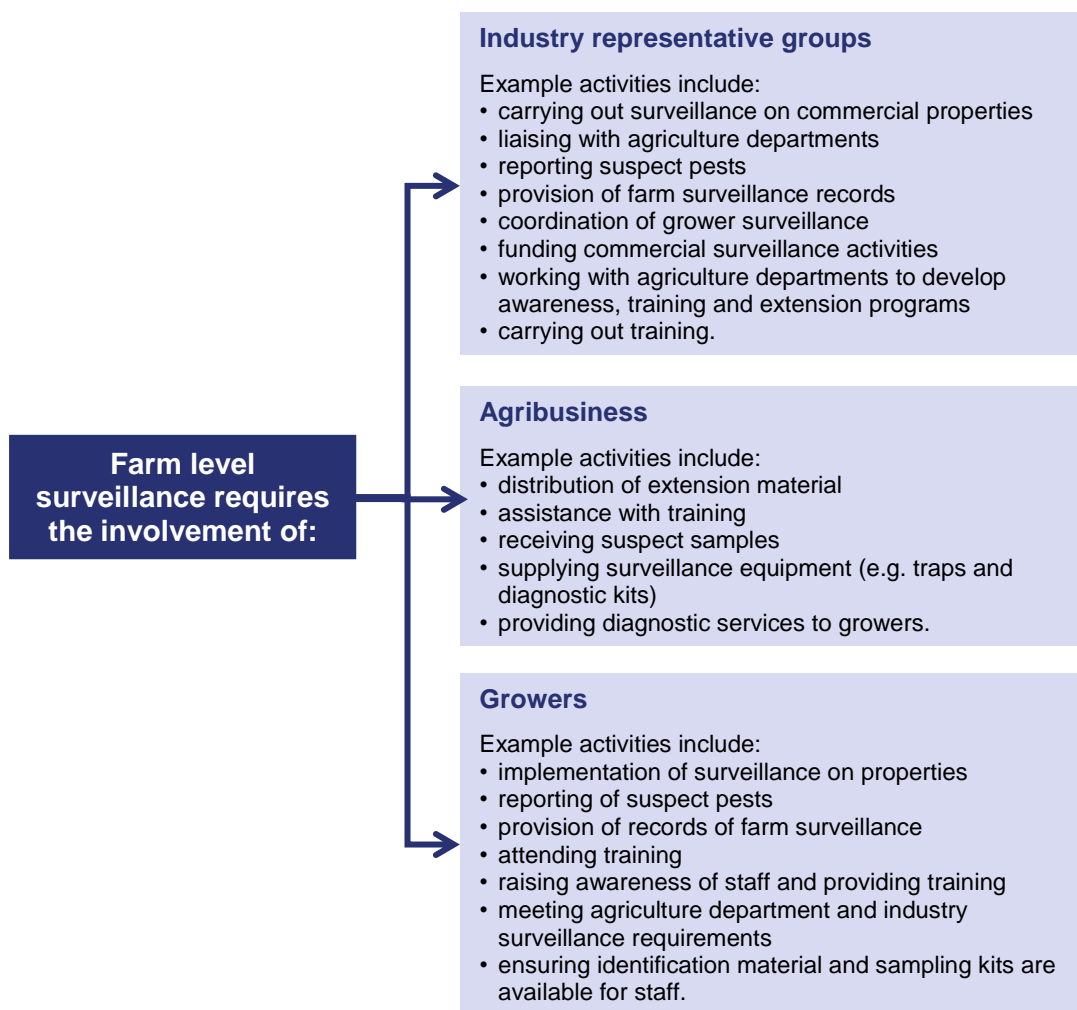 Industry representative groups
Example activities include:
• carrying out surveillance on commercial properties
• liaising with agriculture departments
• reporting suspect pests
• provision of farm surveillance records
• coordination of grower surveillance
• funding commercial surveillance activities
• working with agriculture departments to develop
awareness, training and extension programs
• carrying out training.
Farm level
surveillance requires
the involvement of:
Agribusiness
Example activities include:
• distribution of extension material
• assistance with training
• receiving suspect samples
• supplying surveillance equipment (e.g. traps and
diagnostic kits)
• providing diagnostic services to growers.
Growers
Example activities include:
• implementation of surveillance on properties
• reporting of suspect pests
• provision of records of farm surveillance
• attending training
• raising awareness of staff and providing training
• meeting agriculture department and industry
surveillance requirements
• ensuring identification material and sampling kits are
available for staff.